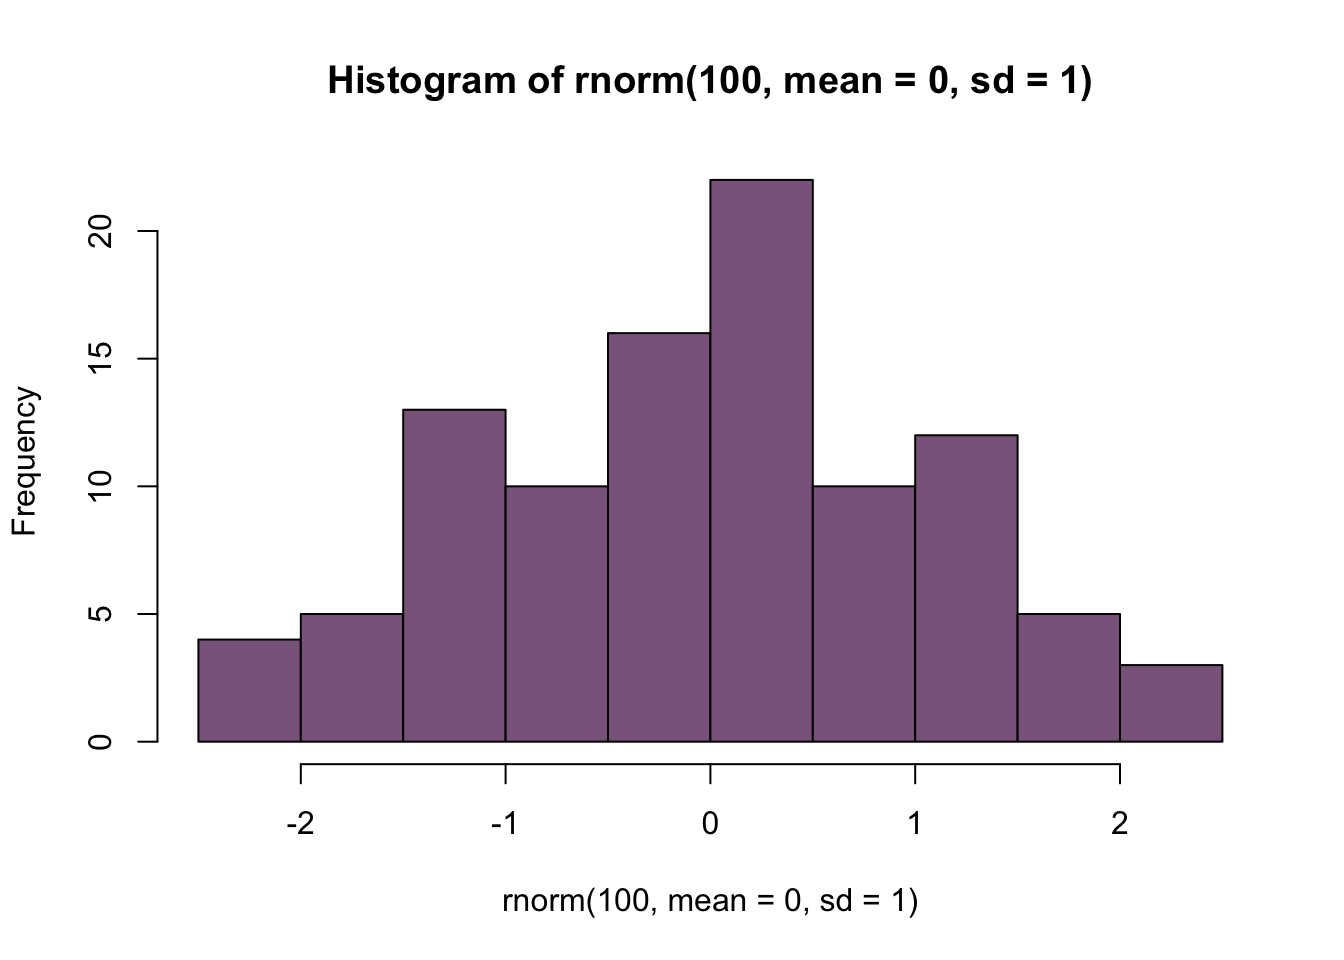 Histogram of rnorm(100, mean = 0, sd = 1)
Frequency
20
15
10
5
0
-2 -1 0 1 2
rnorm(100, mean = 0, sd = 1)